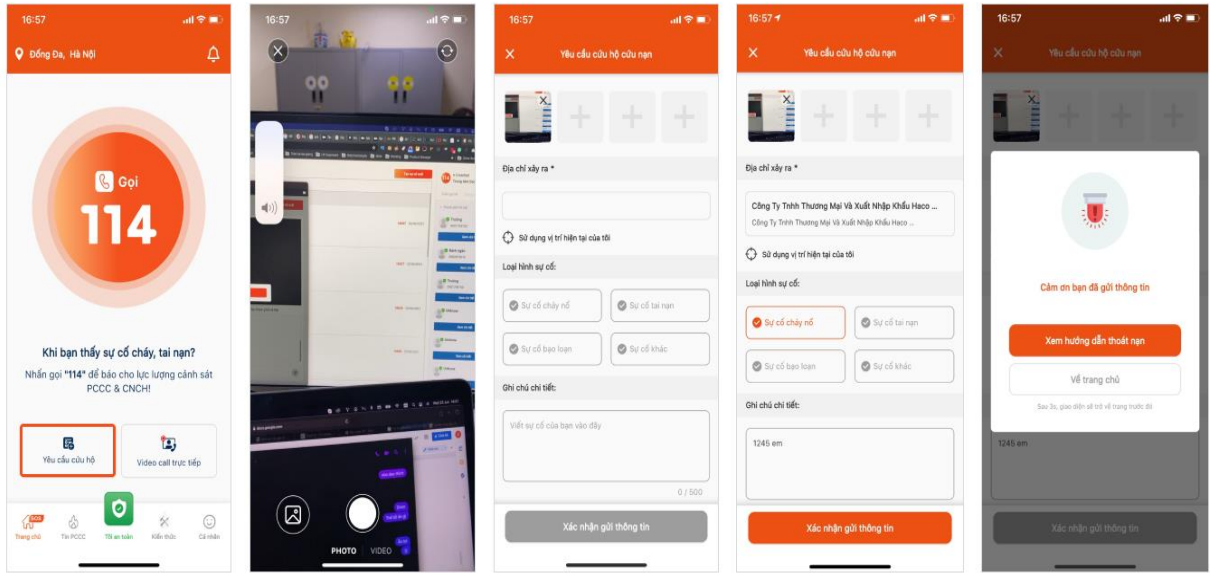 16:57
Đống Đa, Hà Nội
Gọi
114
Khi bạn thấy sự cố cháy, tai nạn?
Nhấn gọi "114" để báo cho lực lượng cảnh sát
PCCC & CNCH!
Yêu cầu cứu hộ
Video call trực tiếp
SOS
Trang chủ
Tin PCCC
Tôi an toàn
Kiến thức
Cá nhân
16:57
PHOTO
VIDEO
16:57
Yêu cầu cứu hộ cứu nạn
Địa chỉ xảy ra *
Sử dụng vị trí hiện tại của tôi
Loại hình sự cố:
Sự cố cháy nổ
Sự cố tai nạn
Sự cố bạo loạn
Sự cố khác
Ghi chú chi tiết:
Viết sự cố của bạn vào đây
0 / 500
Xác nhận gửi thông tin
16:57
Yêu cầu cứu hộ cứu nạn
Địa chỉ xảy ra *
Công Ty Tnhh Thương Mại Và Xuất Nhập Khẩu Haco ...
Công Ty Tnhh Thương Mại Và Xuất Nhập Khẩu Haco ...
Sử dụng vị trí hiện tại của tôi
Loại hình sự cố:
Sự cố cháy nổ
Sự cố tai nạn
Sự cố bạo loạn
Sự cố khác
Ghi chú chi tiết:
1245 em
Xác nhận gửi thông tin
16:57
Yêu cầu cứu hộ cứu nạn
Cảm ơn bạn đã gửi thông tin
Xem hướng dẫn thoát nạn
Về trang chủ
Sau 3s, giao diện sẽ trở về trang trước đó
1245 em
Xác nhận gửi thông tin